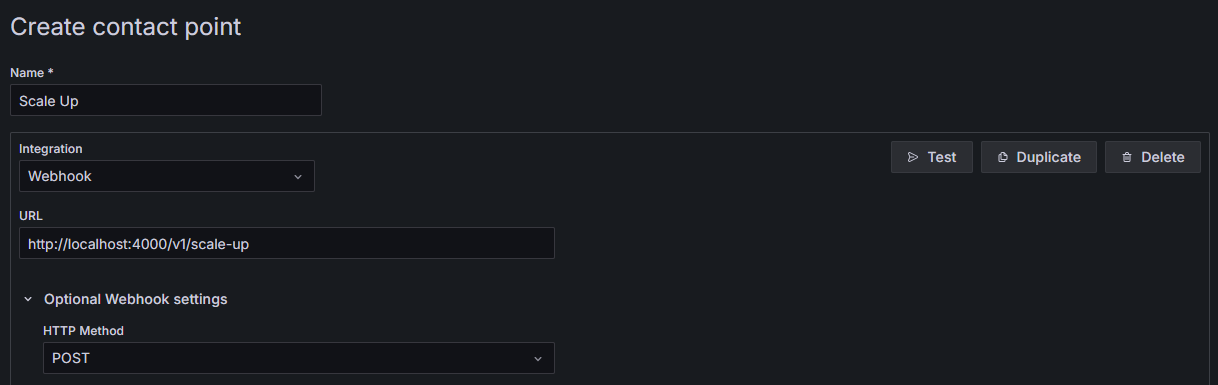 Create contact point
Name *
Scale Up
Integration
Webhook
Test
Duplicate
Delete
URL
http://localhost:4000/v1/scale-up
Optional Webhook settings
HTTP Method
POST